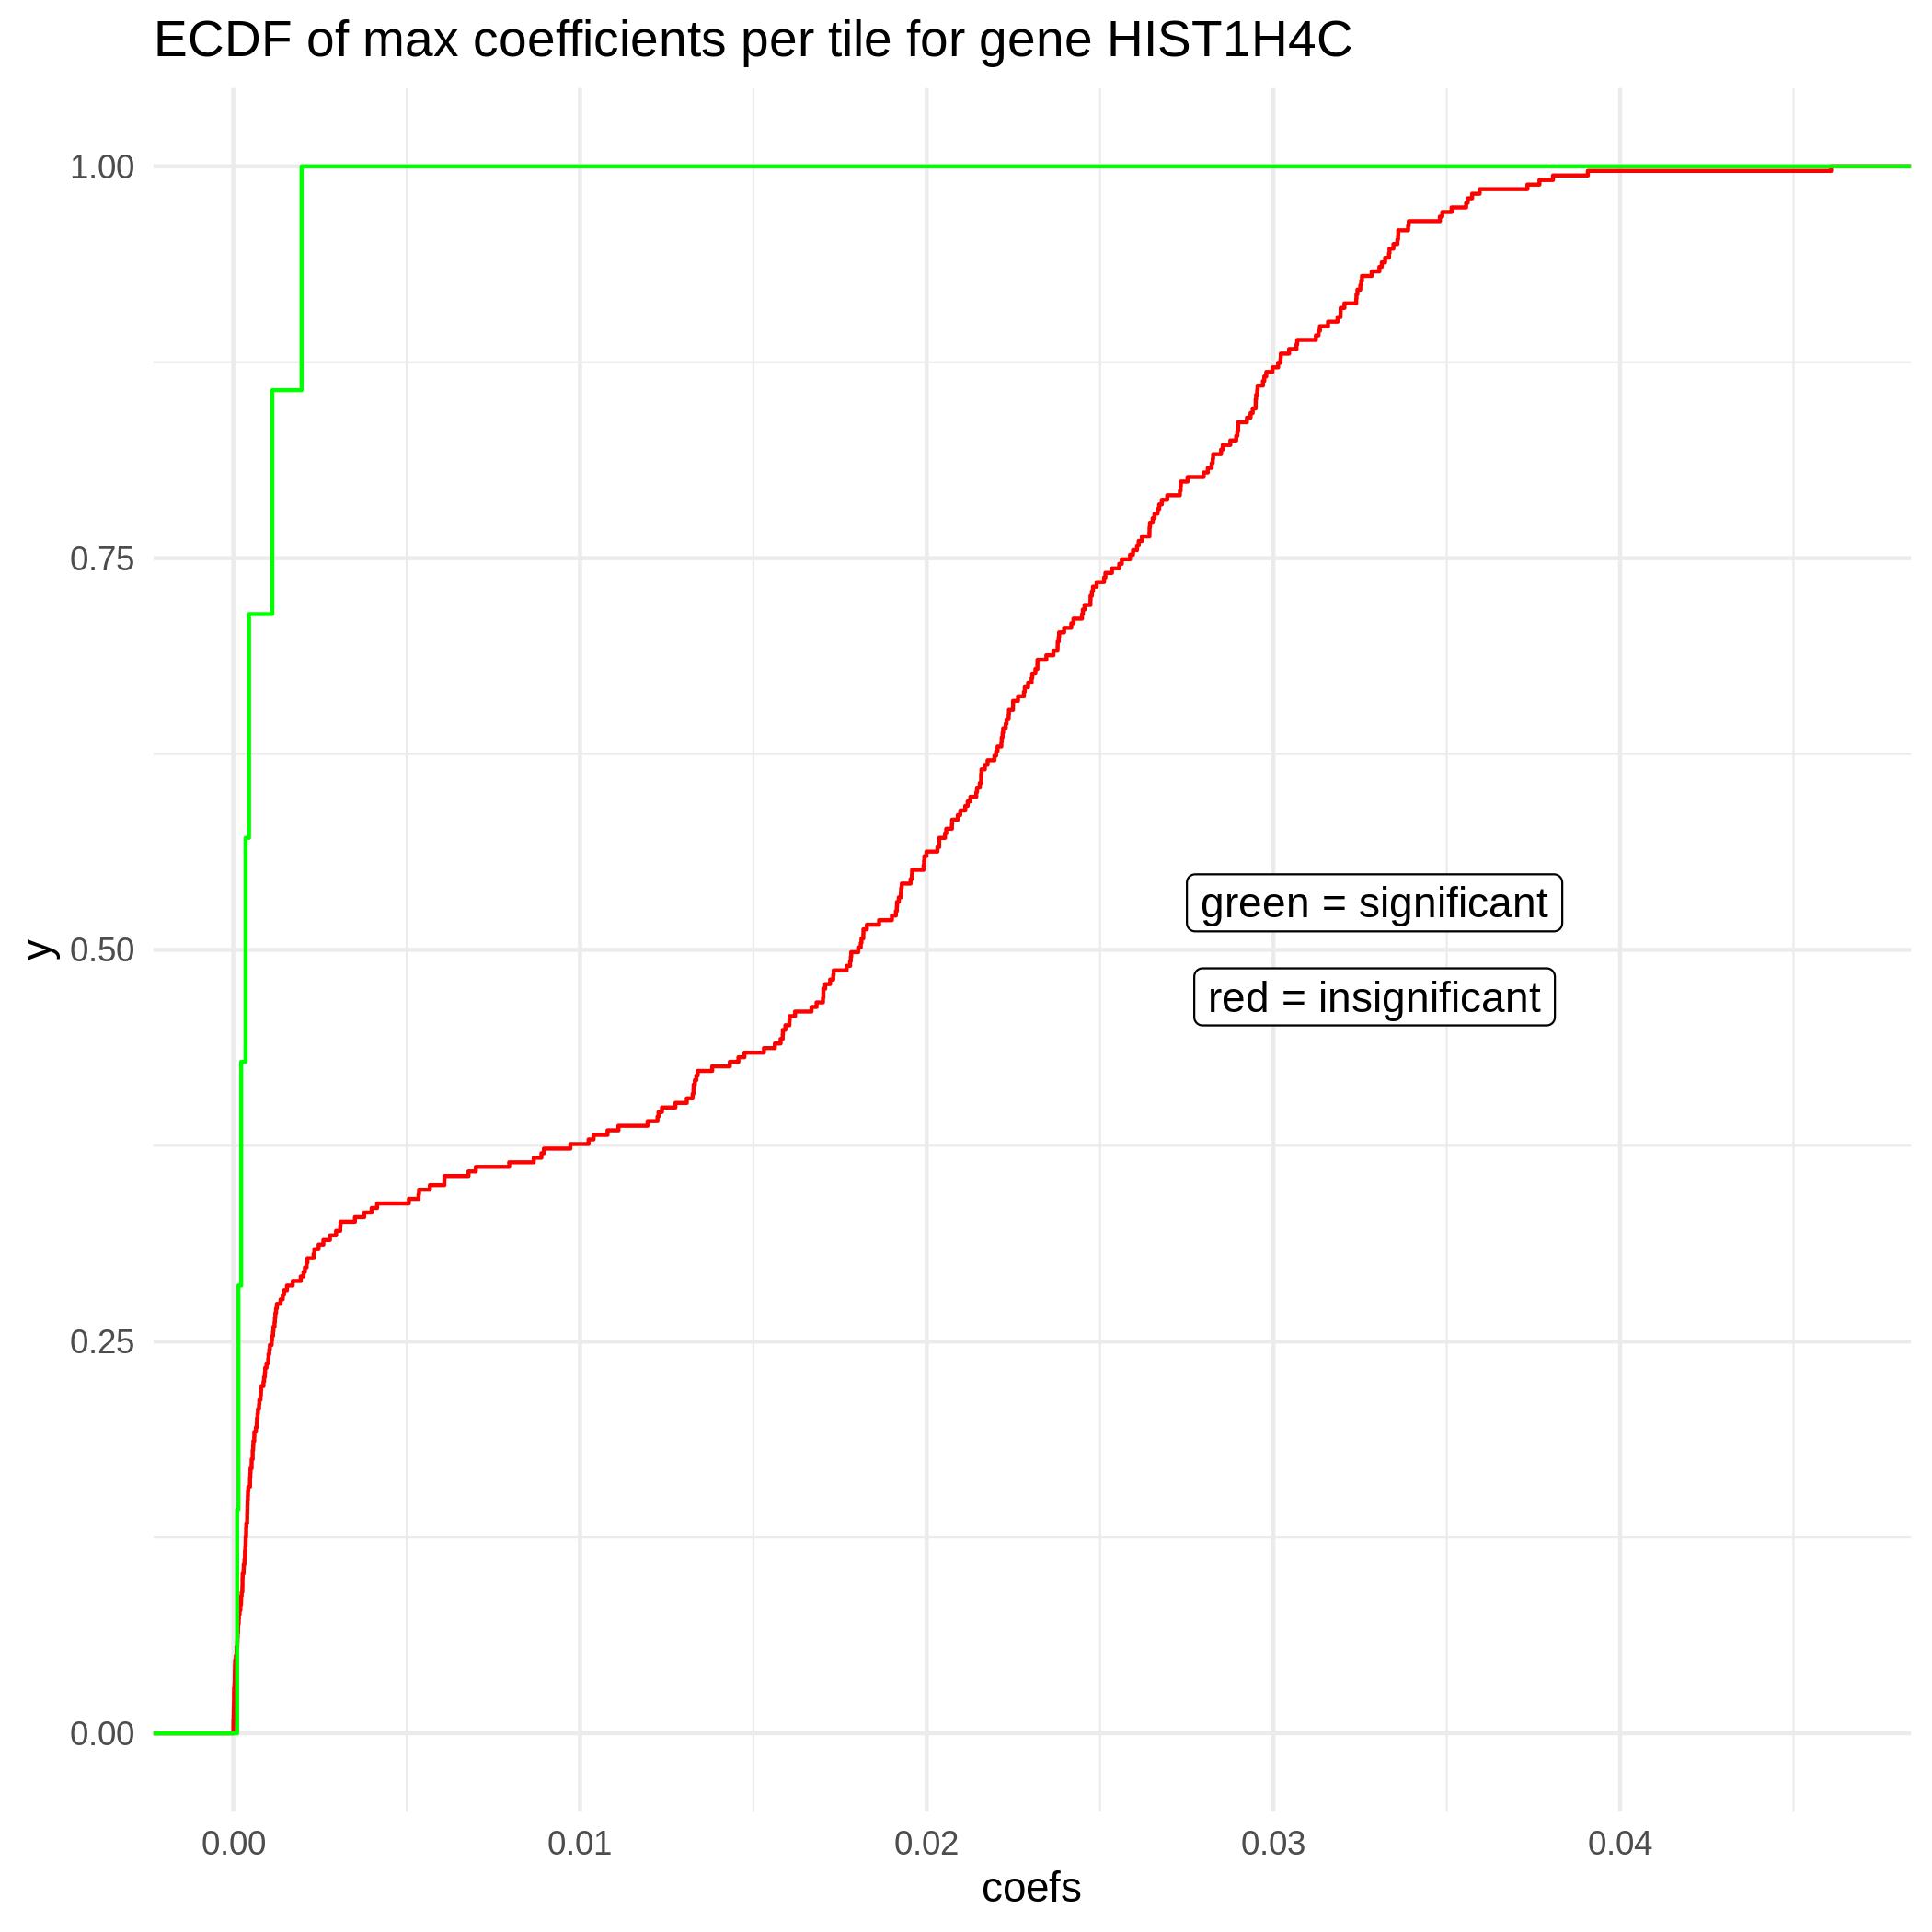 ECDF of max coefficients per tile for gene HIST1H4C
1.00
0.75
0.50
0.25
0.00
y
green = significant
red = insignificant
0.00 0.01 0.02 0.03 0.04
coefs